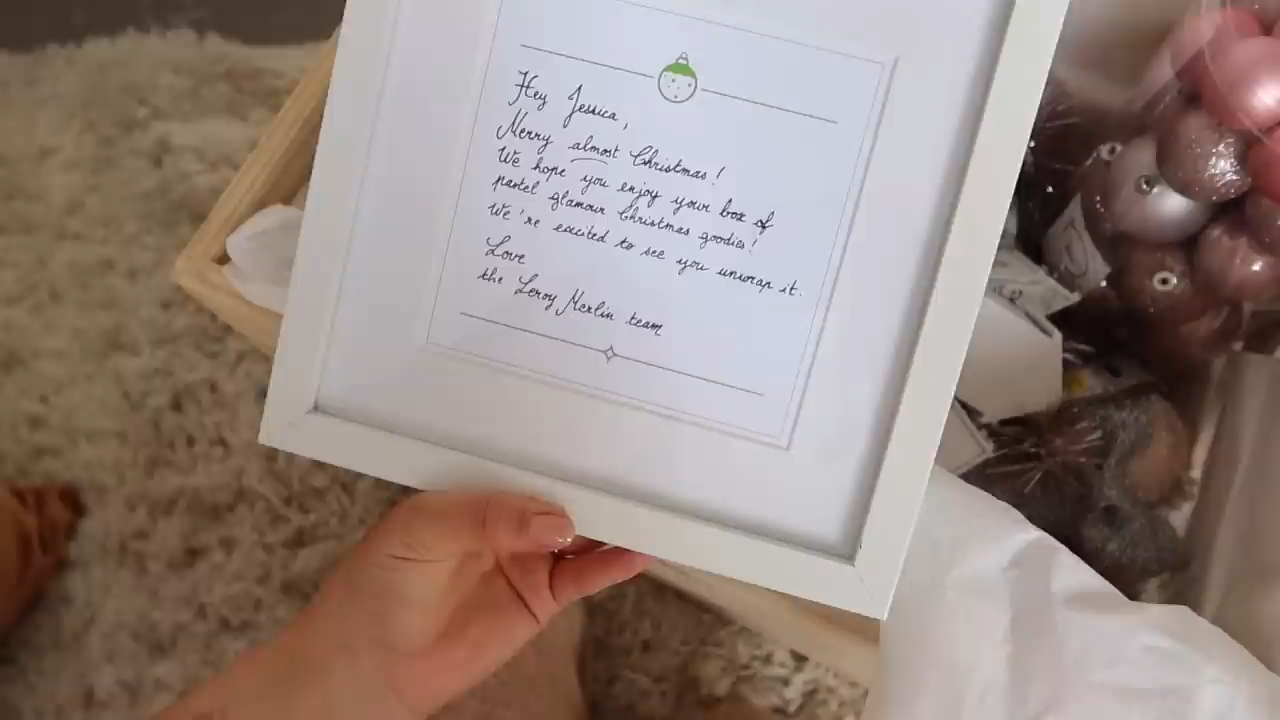 Hey Jessica,
Merry almost Christmas!
We hope you enjoy your box of
pastel glamour Christmas goodies!
We're excited to see you unwrap it.
Love
the Leroy Merlin team